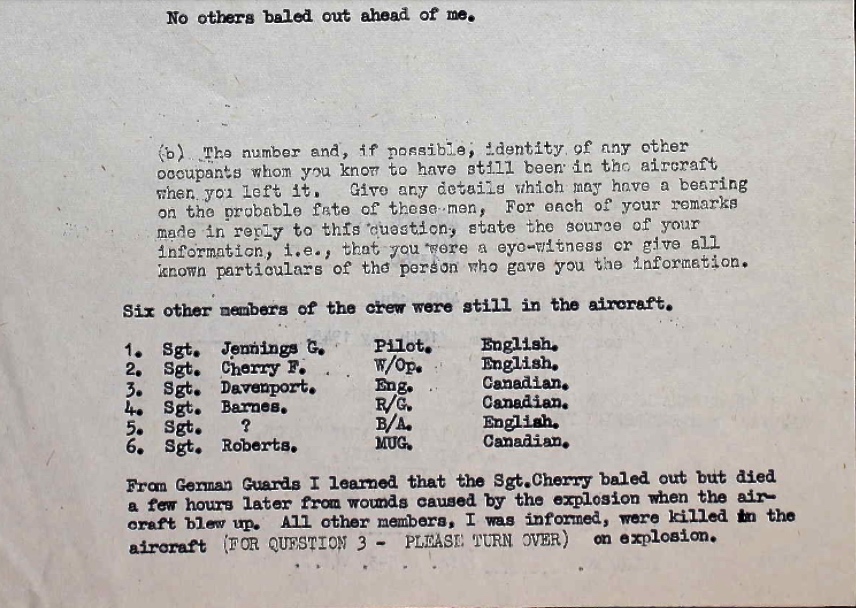 No others baled out ahead of me.
(b) The number and, if possible, identity of any other
occupants whom you know to have still been in the aircraft
when you left it. Give any details which may have a bearing
on the probable fate of these men, For each of your remarks
made in reply to this question, state the source of your
information, i.e., that you were a eye-witness or give all
known particulars of the person who gave you the information.
Six other members of the crew were still in the aircraft.
1. Sgt. Jennings G. Pilot. English.
2. Sgt. Cherry F. W/Op. English.
3. Sgt. Davenport. Eng. Canadian.
4. Sgt. Barnes. R/G. Canadian.
5. Sgt. ? B/A. English.
6. Sgt. Roberts. MUG. Canadian.
From German Guards I learned that the Sgt.Cherry baled out but died
a few hours later from wounds caused by the explosion when the air-
craft blew up. All other members, I was informed, were killed in the
aircraft (FOR QUESTION 3 - PLEASE TURN OVER) on explosion.